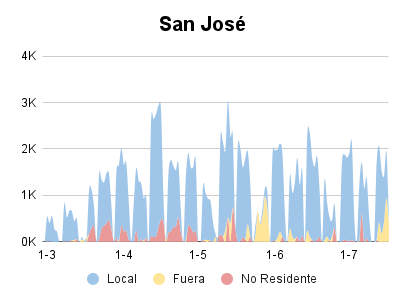 San José
4K
3K
2K
1K
0K
1-3 1-4 1-5 1-6 1-7
Local Fuera No Residente